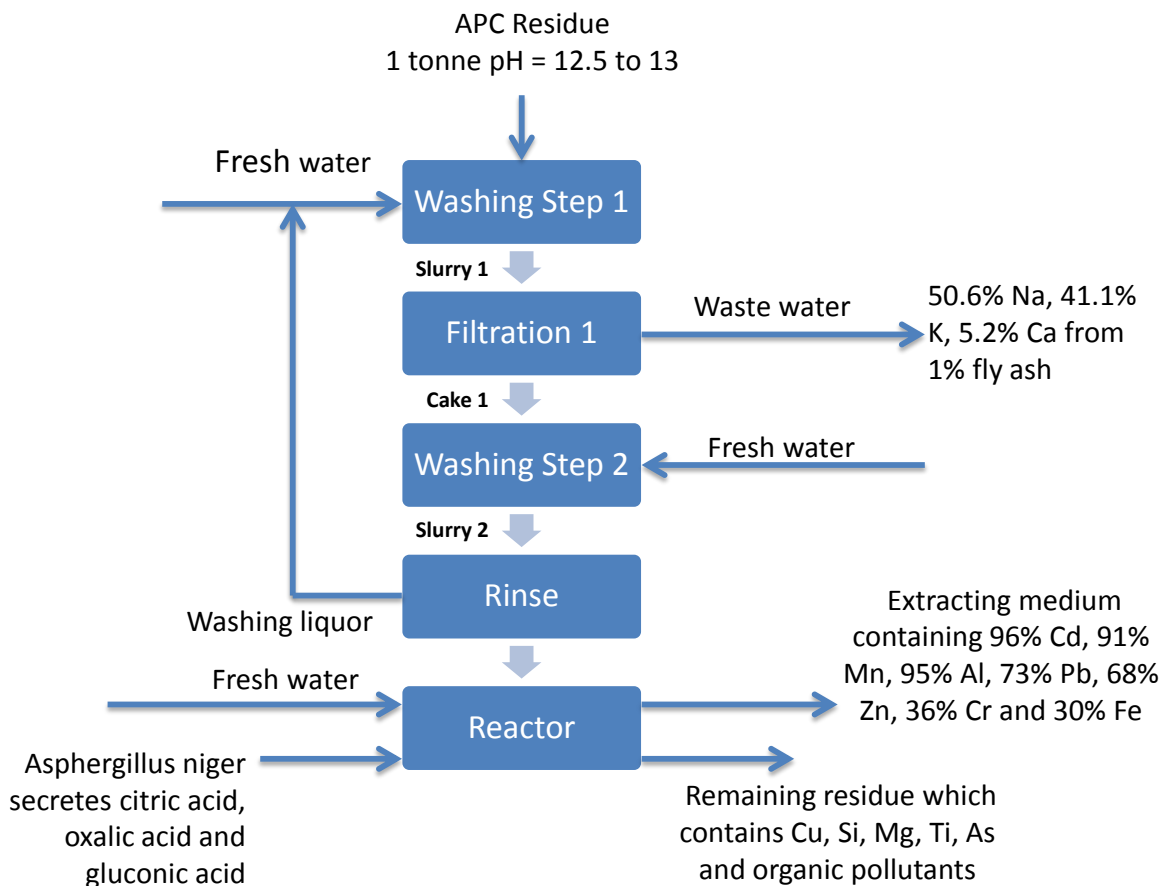 APC Residue
1 tonne pH = 12.5 to 13
Fresh water
Washing Step 1
Slurry 1
Filtration 1
Waste water
50.6% Na, 41.1%
K, 5.2% Ca from
1% fly ash
Cake 1
Washing Step 2
Fresh water
Slurry 2
Rinse
Washing liquor
Fresh water
Reactor
Extracting medium
containing 96% Cd, 91%
Mn, 95% Al, 73% Pb, 68%
Zn, 36% Cr and 30% Fe
Asphergillus niger
secretes citric acid,
oxalic acid and
gluconic acid
Remaining residue which
contains Cu, Si, Mg, Ti, As
and organic pollutants